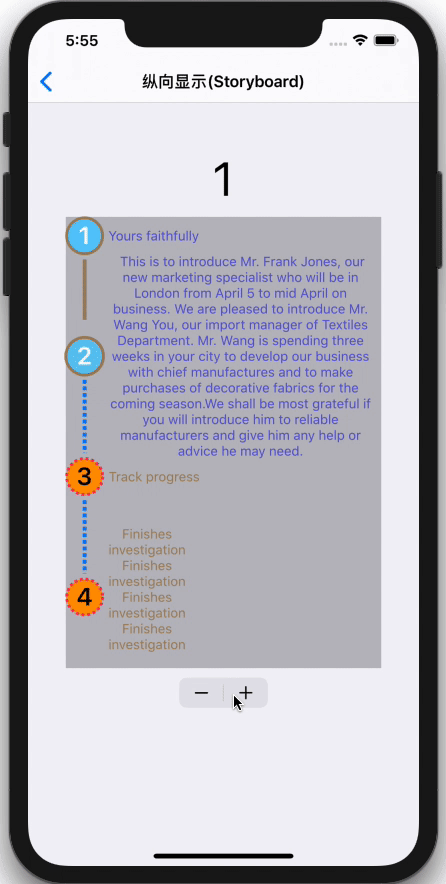 5:55
纵向显示(Storyboard)
1
1 Yours faithfully
This is to introduce Mr. Frank Jones, our
new marketing specialist who will be in
London from April 5 to mid April on
business. We are pleased to introduce Mr.
Wang You, our import manager of Textiles
Department. Mr. Wang is spending three
2 weeks in your city to develop our business
with chief manufactures and to make
purchases of decorative fabrics for the
coming season.We shall be most grateful if
you will introduce him to reliable
manufacturers and give him any help or
advice he may need.
3 Track progress
Finishes
investigation
Finishes
investigation
4 Finishes
investigation
Finishes
investigation
− +